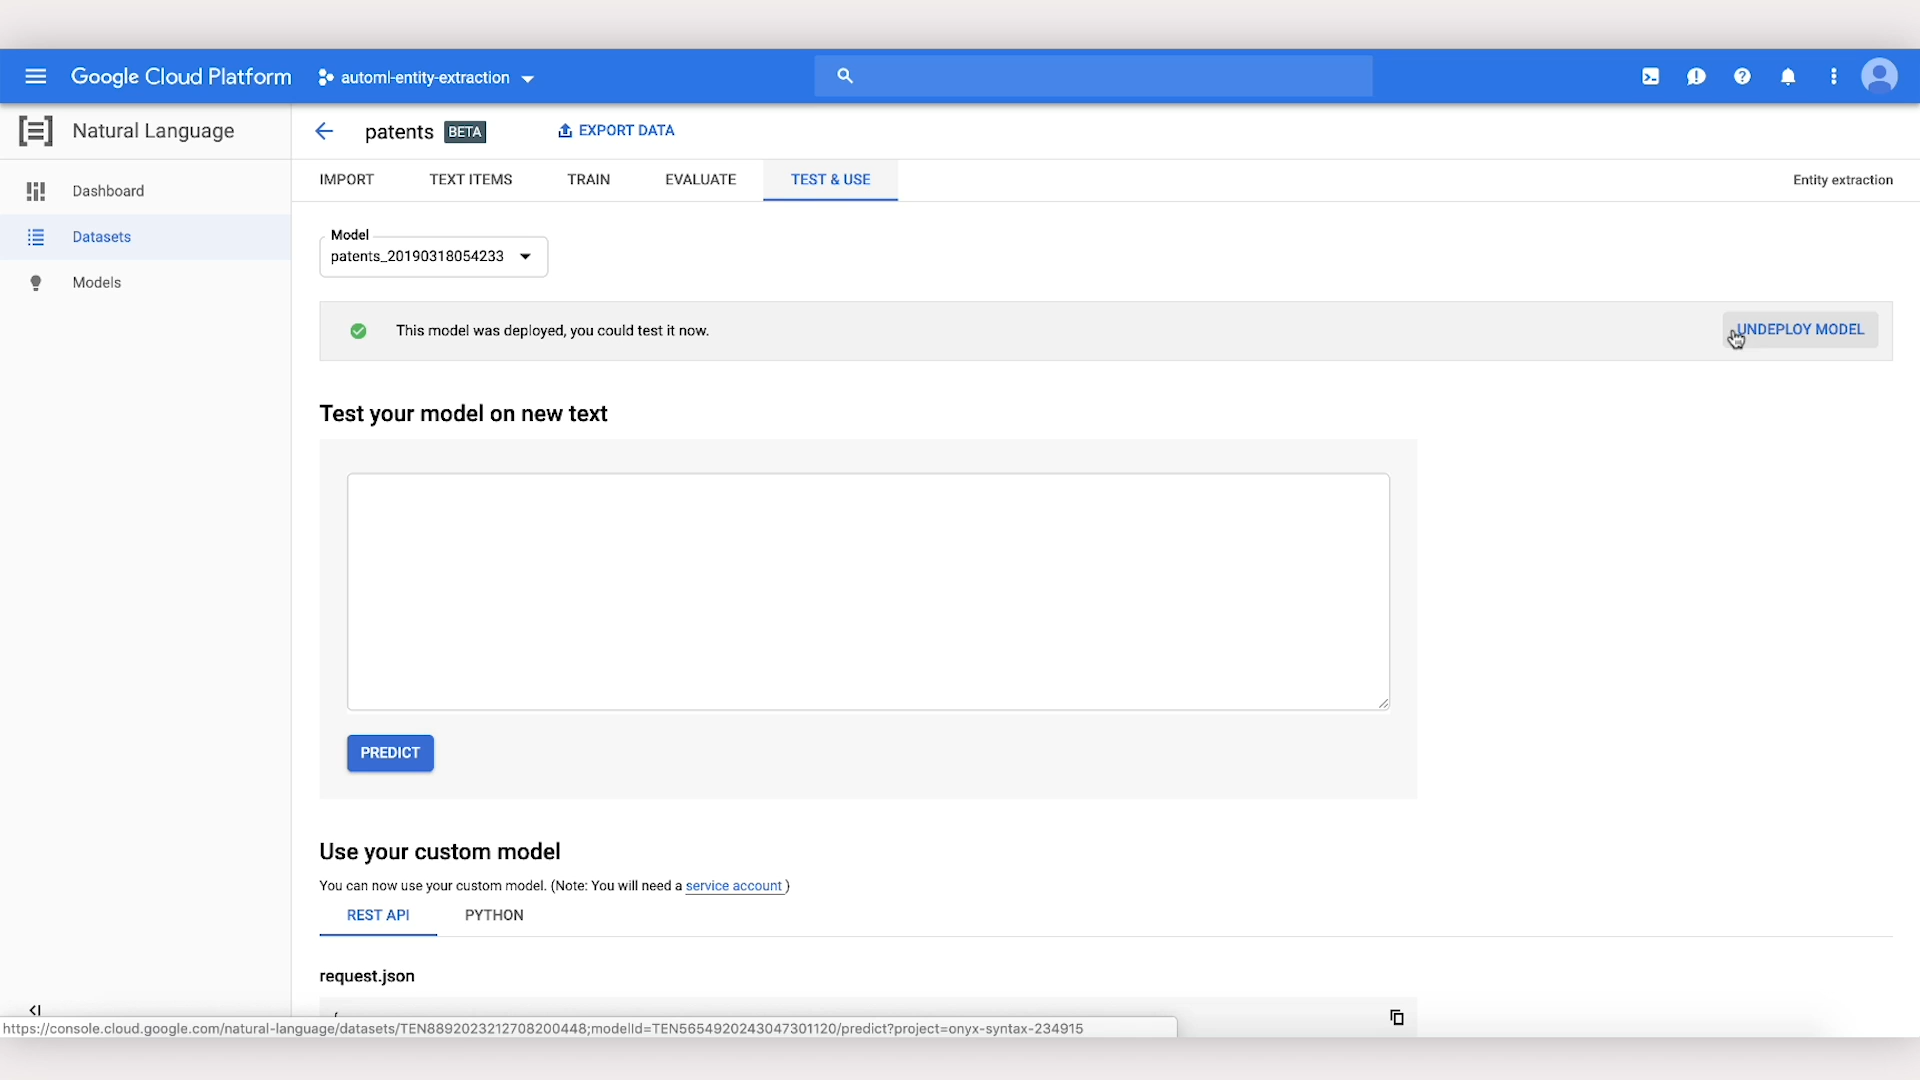 Google Cloud Platform
automl-entity-extraction
Natural Language
patents BETA
EXPORT DATA
IMPORT
TEXT ITEMS
TRAIN
EVALUATE
TEST & USE
Entity extraction
Dashboard
Datasets
Models
Model
patents_20190318054233
This model was deployed, you could test it now.
UNDEPLOY MODEL
Test your model on new text
PREDICT
Use your custom model
You can now use your custom model. (Note: You will need a service account )
REST API
PYTHON
request.json
https://console.cloud.google.com/natural-language/datasets/TEN8892023212708200448;modelId=TEN5654920243047301120/predict?project=onyx-syntax-234915